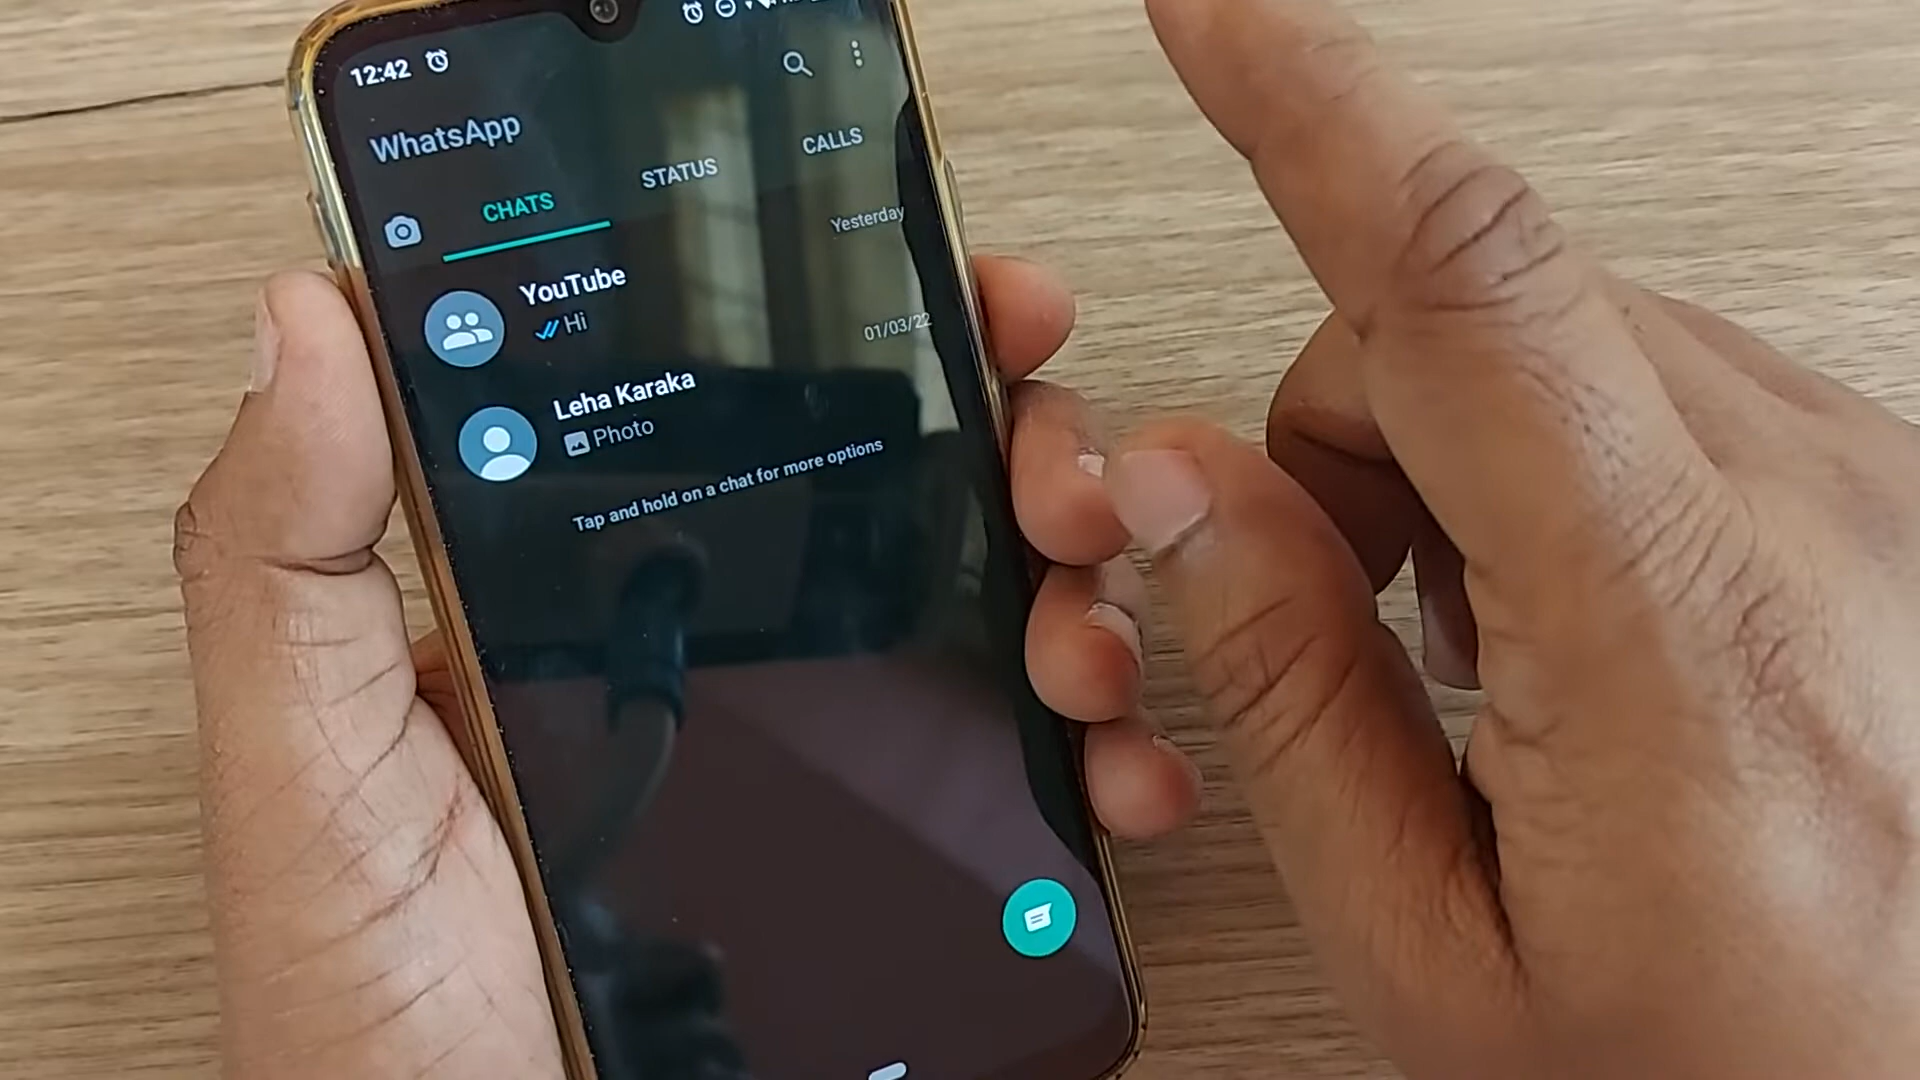 12:42
WhatsApp
CHATS
STATUS
CALLS
YouTube
Yesterday
Hi
Leha Karaka
01/03/22
Photo
Tap and hold on a chat for more options